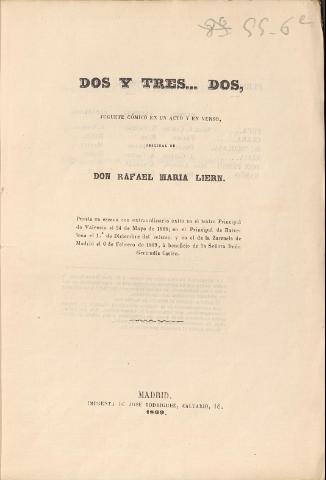 55-6
DOS Y TRES... DOS,
JUGUETE CÓMICO EN UN ACTO Y EN VERSO,
ORIGINAL DE
DON RAFAEL MARIA LIERN.
Puesta en escena con extraordinario éxito en el teatro Principal
de Valencia el 24 de Mayo de 1868; en el Principal de Barce-
lona el 1.º de Diciembre del mismo; y en el de la Zarzuela de
Madrid el 6 de Febrero de 1869, á beneficio de la Señora Doña
Gertrudis Castro.
MADRID.
IMPRENTA DE JOSÉ RODRIGUEZ, CALVARIO, 18.
1869.